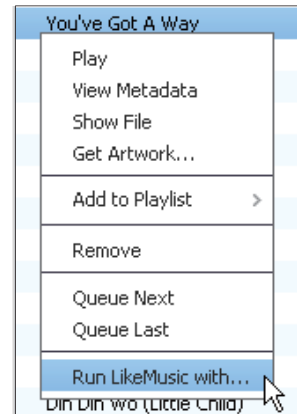 You've Got A Way
Play
View Metadata
Show File
Get Artwork...
Add to Playlist
Remove
Queue Next
Queue Last
Run LikeMusic with...
Din Din Wo (Little Child)